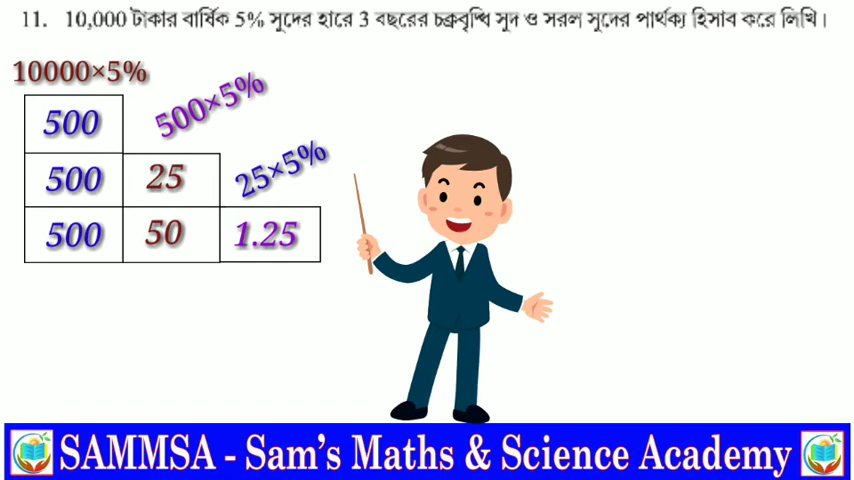 11. 10,000 টাকার বার্ষিক 5% সুদের হারে 3 বছরের চক্রবৃদ্ধি সুদ ও সরল সুদের পার্থক্য হিসাব করে লিখি।
10000×5%
500×5%
500
25×5%
500 25
500 50 1.25
SAMMSA - Sam's Maths & Science Academy